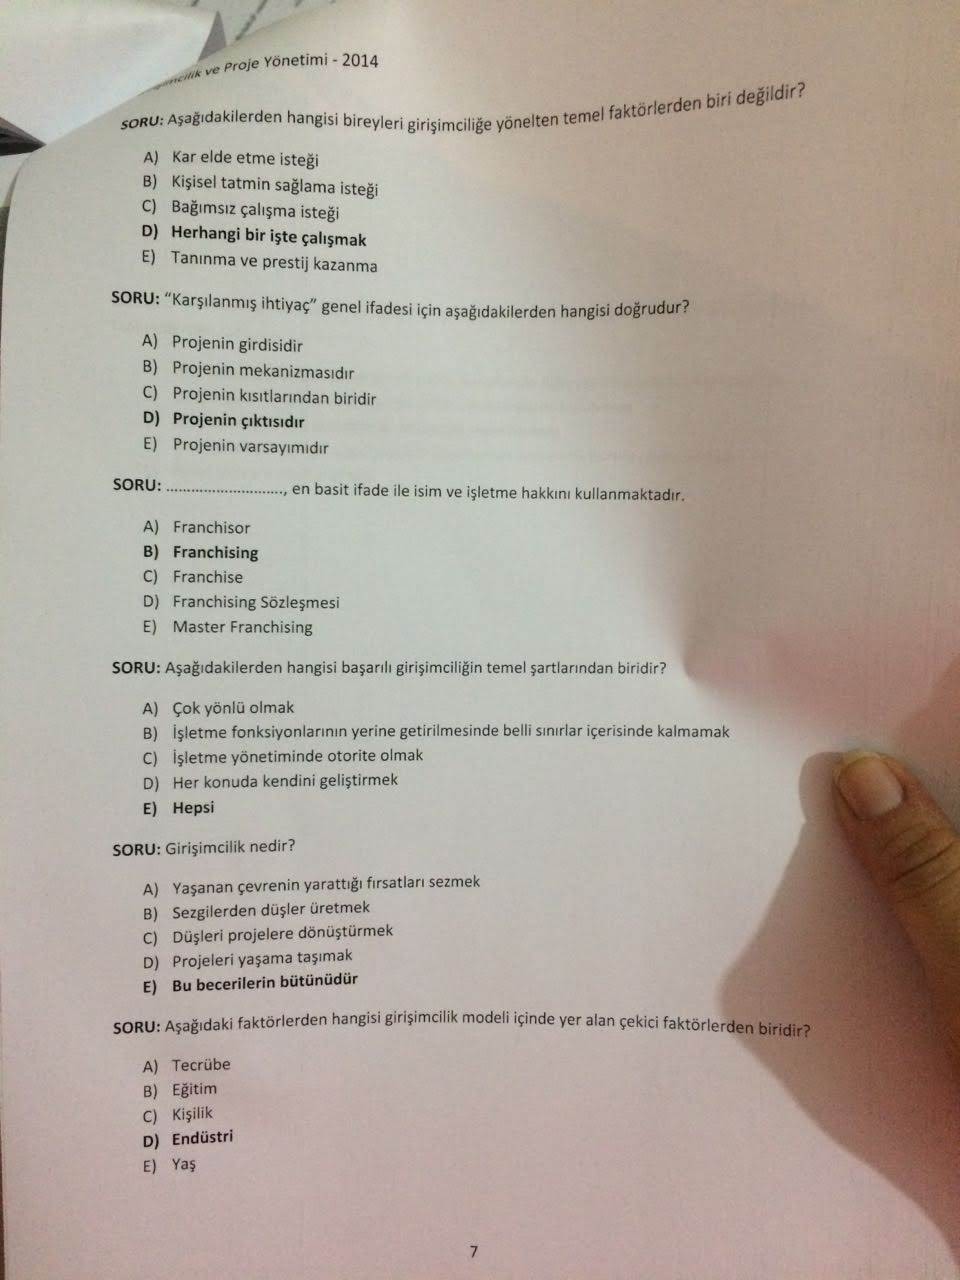 ve Proje Yönetimi - 2014
SORU: Aşağıdakilerden hangisi bireyleri girişimciliğe yönelten temel faktörlerden biri değildir?
A) Kar elde etme isteği
B) Kişisel tatmin sağlama isteği
C) Bağımsız çalışma isteği
D) Herhangi bir işte çalışmak
E) Tanınma ve prestij kazanma
SORU: “Karşılanmış ihtiyaç” genel ifadesi için aşağıdakilerden hangisi doğrudur?
A) Projenin girdisidir
B) Projenin mekanizmasıdır
C) Projenin kısıtlarından biridir
D) Projenin çıktısıdır
E) Projenin varsayımıdır
SORU: ..........................., en basit ifade ile isim ve işletme hakkını kullanmaktadır.
A) Franchisor
B) Franchising
C) Franchise
D) Franchising Sözleşmesi
E) Master Franchising
SORU: Aşağıdakilerden hangisi başarılı girişimciliğin temel şartlarından biridir?
A) Çok yönlü olmak
B) İşletme fonksiyonlarının yerine getirilmesinde belli sınırlar içerisinde kalmamak
C) İşletme yönetiminde otorite olmak
D) Her konuda kendini geliştirmek
E) Hepsi
SORU: Girişimcilik nedir?
A) Yaşanan çevrenin yarattığı fırsatları sezmek
B) Sezgilerden düşler üretmek
C) Düşleri projelere dönüştürmek
D) Projeleri yaşama taşımak
E) Bu becerilerin bütünüdür
SORU: Aşağıdaki faktörlerden hangisi girişimcilik modeli içinde yer alan çekici faktörlerden biridir?
A) Tecrübe
B) Eğitim
C) Kişilik
D) Endüstri
E) Yaş
7